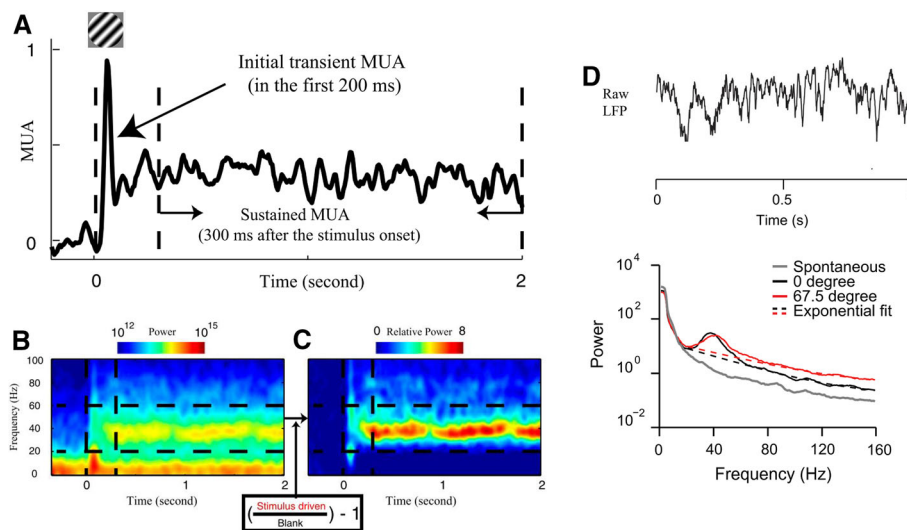 A
Initial transient MUA
(in the first 200 ms)
1
MUA
0
Sustained MUA
(300 ms after the stimulus onset)
0
Time (second)
2
B
10^12 Power 10^15
100
80
60
40
20
0
Frequency (Hz)
0
2
Time (second)
C
0 Relative Power 8
0
2
Time (second)
(Stimulus driven
Blank) - 1
D
Raw
LFP
0
0.5
Time (s)
10^4
10^2
10^0
10^-2
Power
Spontaneous
0 degree
67.5 degree
Exponential fit
0
40
80
120
160
Frequency (Hz)